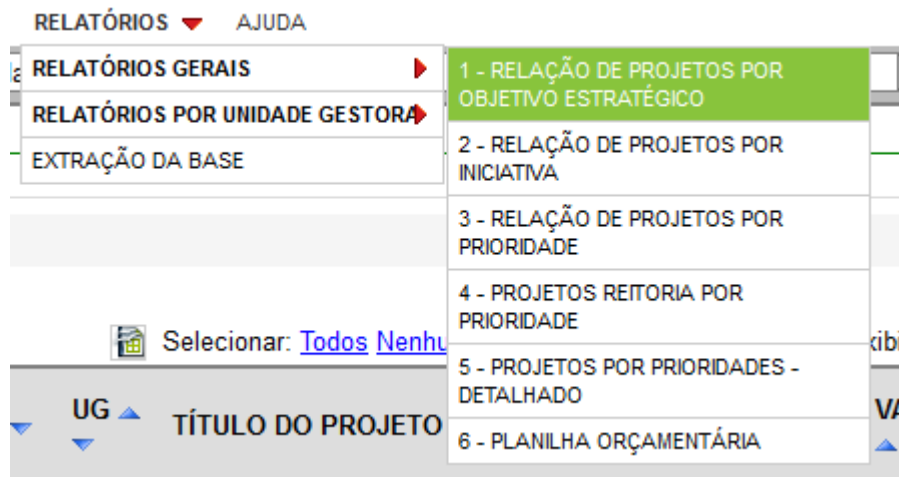 RELATÓRIOS AJUDA
RELATÓRIOS GERAIS
RELATÓRIOS POR UNIDADE GESTORA
EXTRAÇÃO DA BASE
1 - RELAÇÃO DE PROJETOS POR
OBJETIVO ESTRATÉGICO
2 - RELAÇÃO DE PROJETOS POR
INICIATIVA
3 - RELAÇÃO DE PROJETOS POR
PRIORIDADE
4 - PROJETOS REITORIA POR
PRIORIDADE
5 - PROJETOS POR PRIORIDADES -
DETALHADO
6 - PLANILHA ORÇAMENTÁRIA
Selecionar: Todos Nenhu
UG TÍTULO DO PROJETO VA